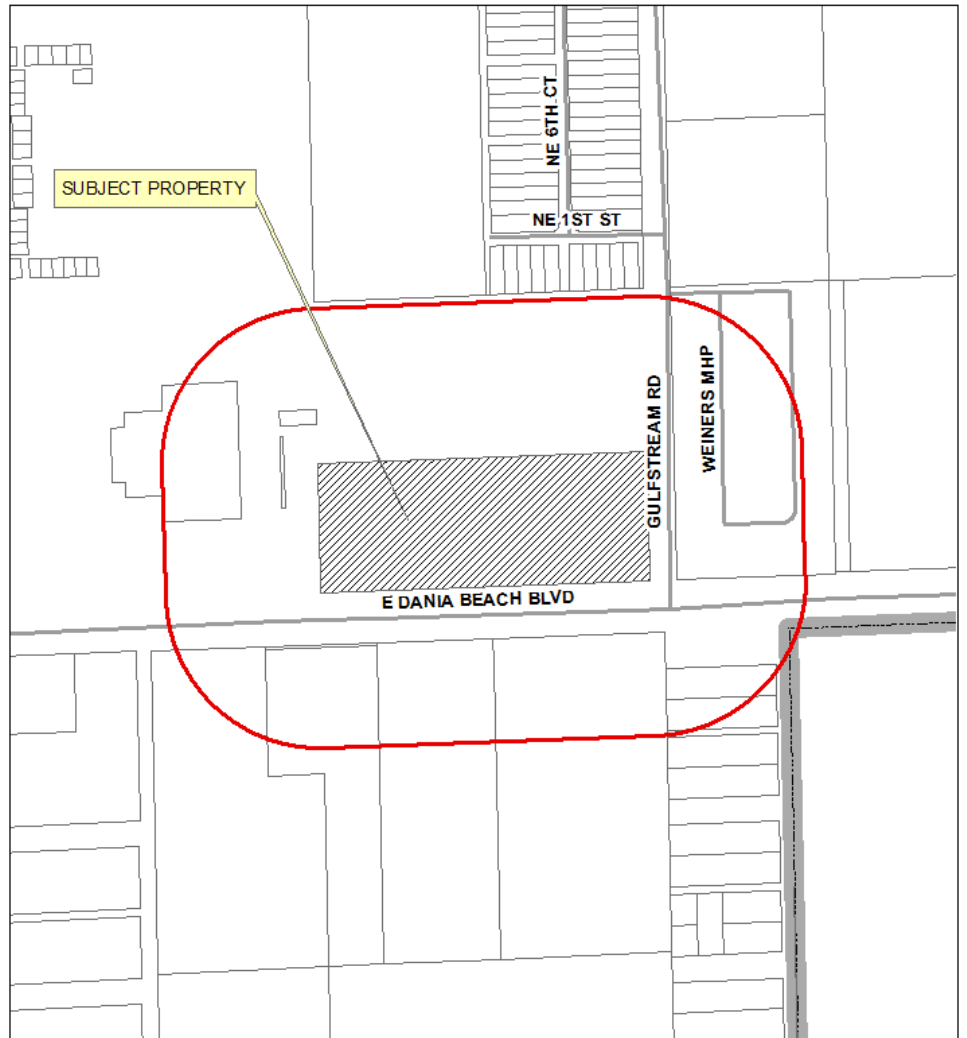 NE 6TH CT
SUBJECT PROPERTY
NE 1ST ST
GULFSTREAM RD
WEINERS MHP
E DANIA BEACH BLVD